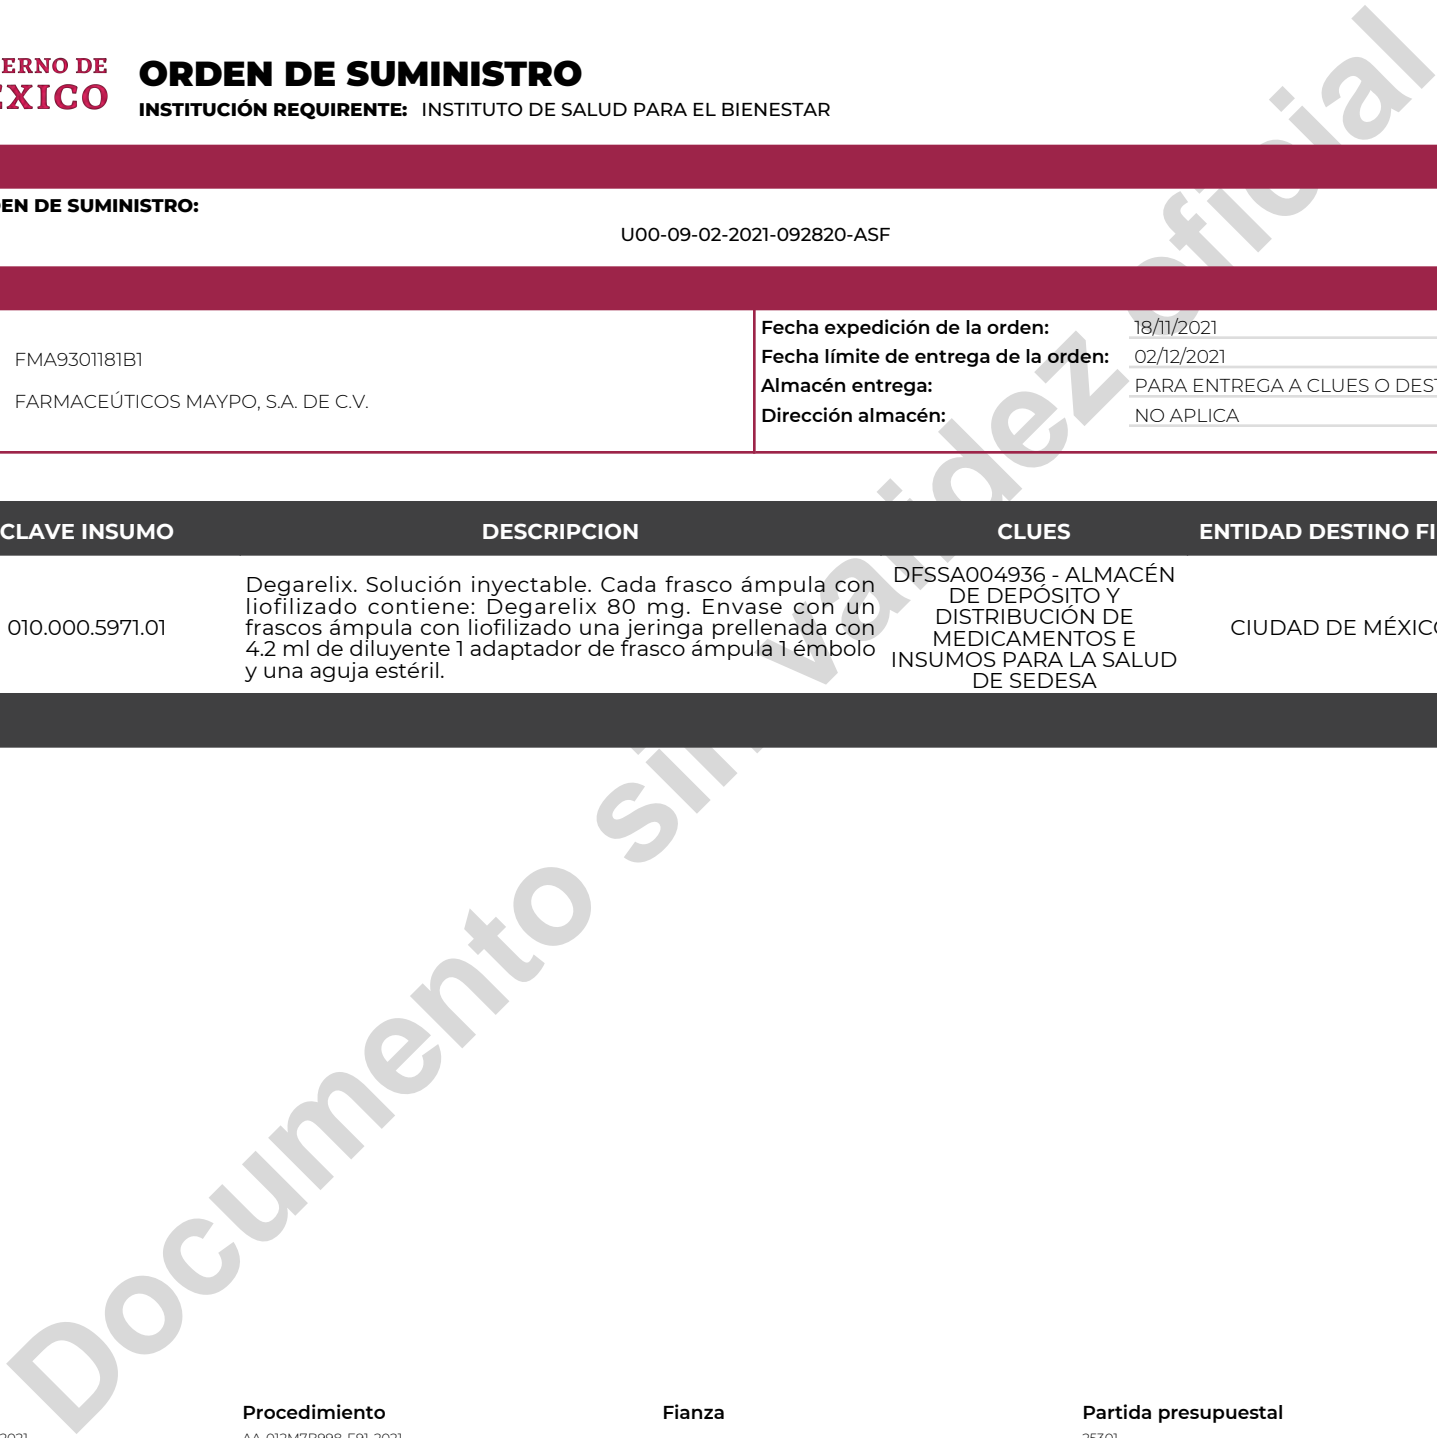 ERNO DE
ORDEN DE SUMINISTRO
XICO
INSTITUCIÓN REQUIRENTE: INSTITUTO DE SALUD PARA EL BIENESTAR
EN DE SUMINISTRO:
U00-09-02-2021-092820-ASF
FMA9301181B1
FARMACEÚTICOS MAYPO, S.A. DE C.V.
Fecha expedición de la orden: 18/11/2021
Fecha límite de entrega de la orden: 02/12/2021
Almacén entrega: PARA ENTREGA A CLUES O DEST
Dirección almacén: NO APLICA
CLAVE INSUMO DESCRIPCION CLUES ENTIDAD DESTINO FI
010.000.5971.01
Degarelix. Solución inyectable. Cada frasco ámpula con
liofilizado contiene: Degarelix 80 mg. Envase con un
frascos ámpula con liofilizado una jeringa prellenada con
4.2 ml de diluyente 1 adaptador de frasco ámpula 1 émbolo
y una aguja estéril.
DFSSA004936 - ALMACÉN
DE DEPÓSITO Y
DISTRIBUCIÓN DE
MEDICAMENTOS E
INSUMOS PARA LA SALUD
DE SEDESA
CIUDAD DE MÉXICO
Documento sin validez oficial
Procedimiento Fianza Partida presupuestal